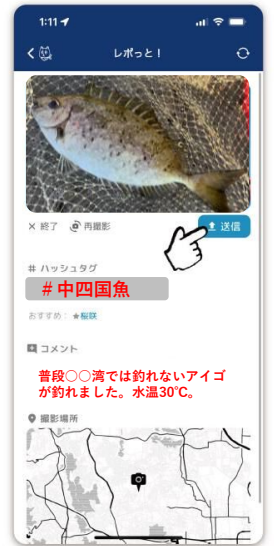 1:11
レポっと!
× 終了 再撮影 送信
# ハッシュタグ
#中四国魚
おすすめ: ★桜咲
コメント
普段○○湾では釣れないアイゴ
が釣れました。水温30℃。
撮影場所